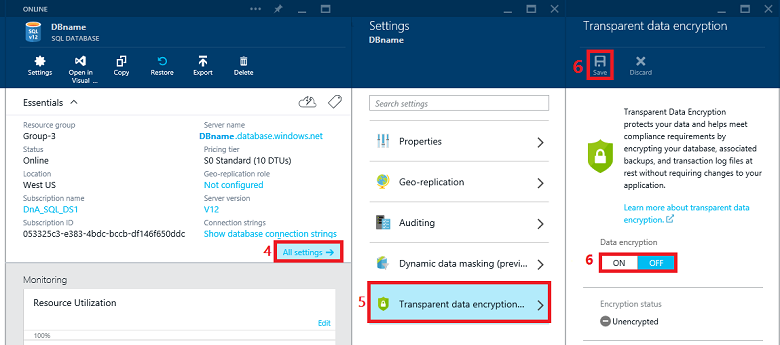 ONLINE
DBname
SQL DATABASE
SQL
v12
Settings
Open in
Visual ...
Copy
Restore
Export
Delete
Essentials
Resource group
Group-3
Status
Online
Location
West US
Subscription name
DnA_SQL_DS1
Subscription ID
053325c3-e383-4bdc-bccb-df146f650ddc
Server name
DBname.database.windows.net
Pricing tier
S0 Standard (10 DTUs)
Geo-replication role
Not configured
Server version
V12
Connection strings
Show database connection strings
4
All settings →
Monitoring
Resource Utilization
Edit
100%
Settings
DBname
Search settings
Properties
Geo-replication
Auditing
Dynamic data masking (previ...
5
Transparent data encryption...
Transparent data encryption
6
Save
Discard
Transparent Data Encryption
protects your data and helps meet
compliance requirements by
encrypting your database, associated
backups, and transaction log files at
rest without requiring changes to your
application.
Learn more about transparent data
encryption.
Data encryption
6
ON
OFF
Encryption status
Unencrypted